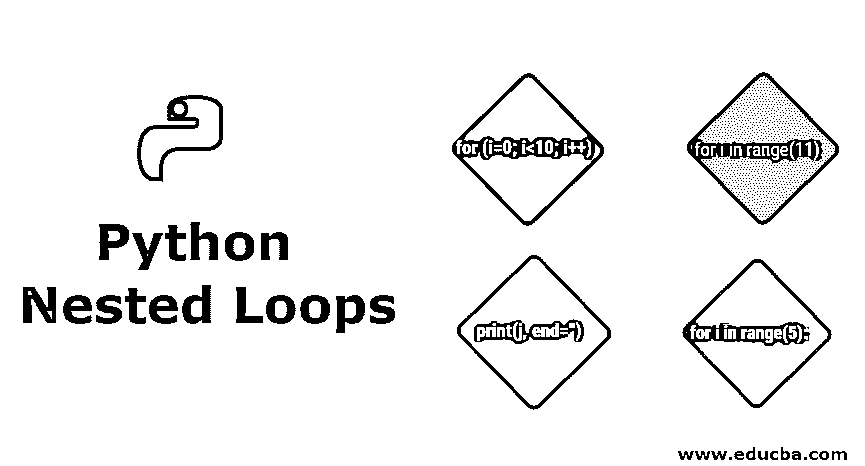 Python
Nested Loops
for (i=0; i<10; i++)
for i in range(11)
print(j, end='')
for i in range(5):
www.educba.com